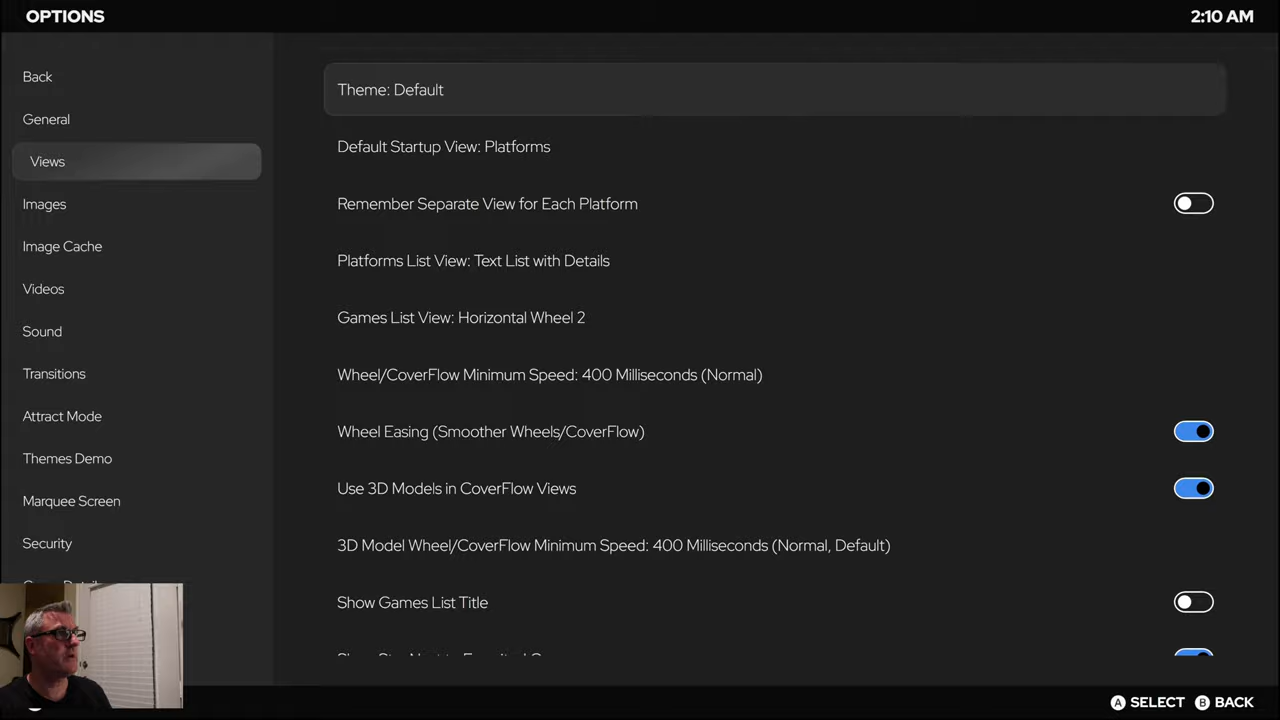 OPTIONS
2:10 AM
Back
General
Views
Images
Image Cache
Videos
Sound
Transitions
Attract Mode
Themes Demo
Marquee Screen
Security
Theme: Default
Default Startup View: Platforms
Remember Separate View for Each Platform
Platforms List View: Text List with Details
Games List View: Horizontal Wheel 2
Wheel/CoverFlow Minimum Speed: 400 Milliseconds (Normal)
Wheel Easing (Smoother Wheels/CoverFlow)
Use 3D Models in CoverFlow Views
3D Model Wheel/CoverFlow Minimum Speed: 400 Milliseconds (Normal, Default)
Show Games List Title
A SELECT B BACK